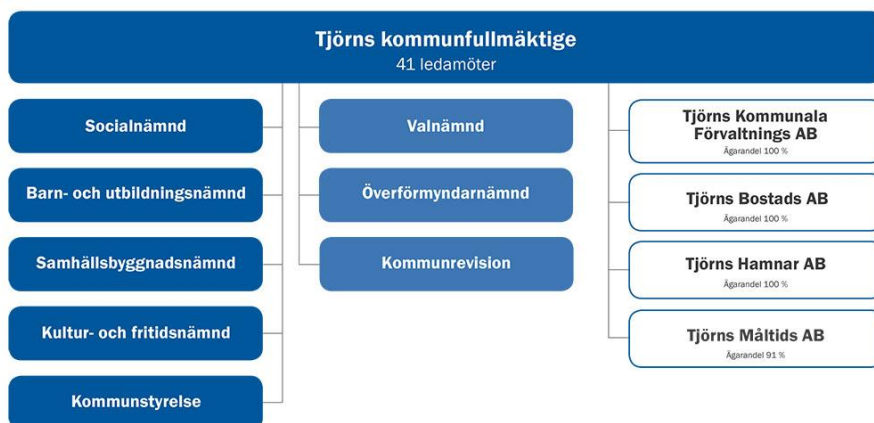 Tjörns kommunfullmäktige
41 ledamöter
Socialnämnd
Barn- och utbildningsnämnd
Samhällsbyggnadsnämnd
Kultur- och fritidsnämnd
Kommunstyrelse
Valnämnd
Överförmyndarnämnd
Kommunrevision
Tjörns Kommunala
Förvaltnings AB
Ägarandel 100 %
Tjörns Bostads AB
Ägarandel 100 %
Tjörns Hamnar AB
Ägarandel 100 %
Tjörns Måltids AB
Ägarandel 91 %